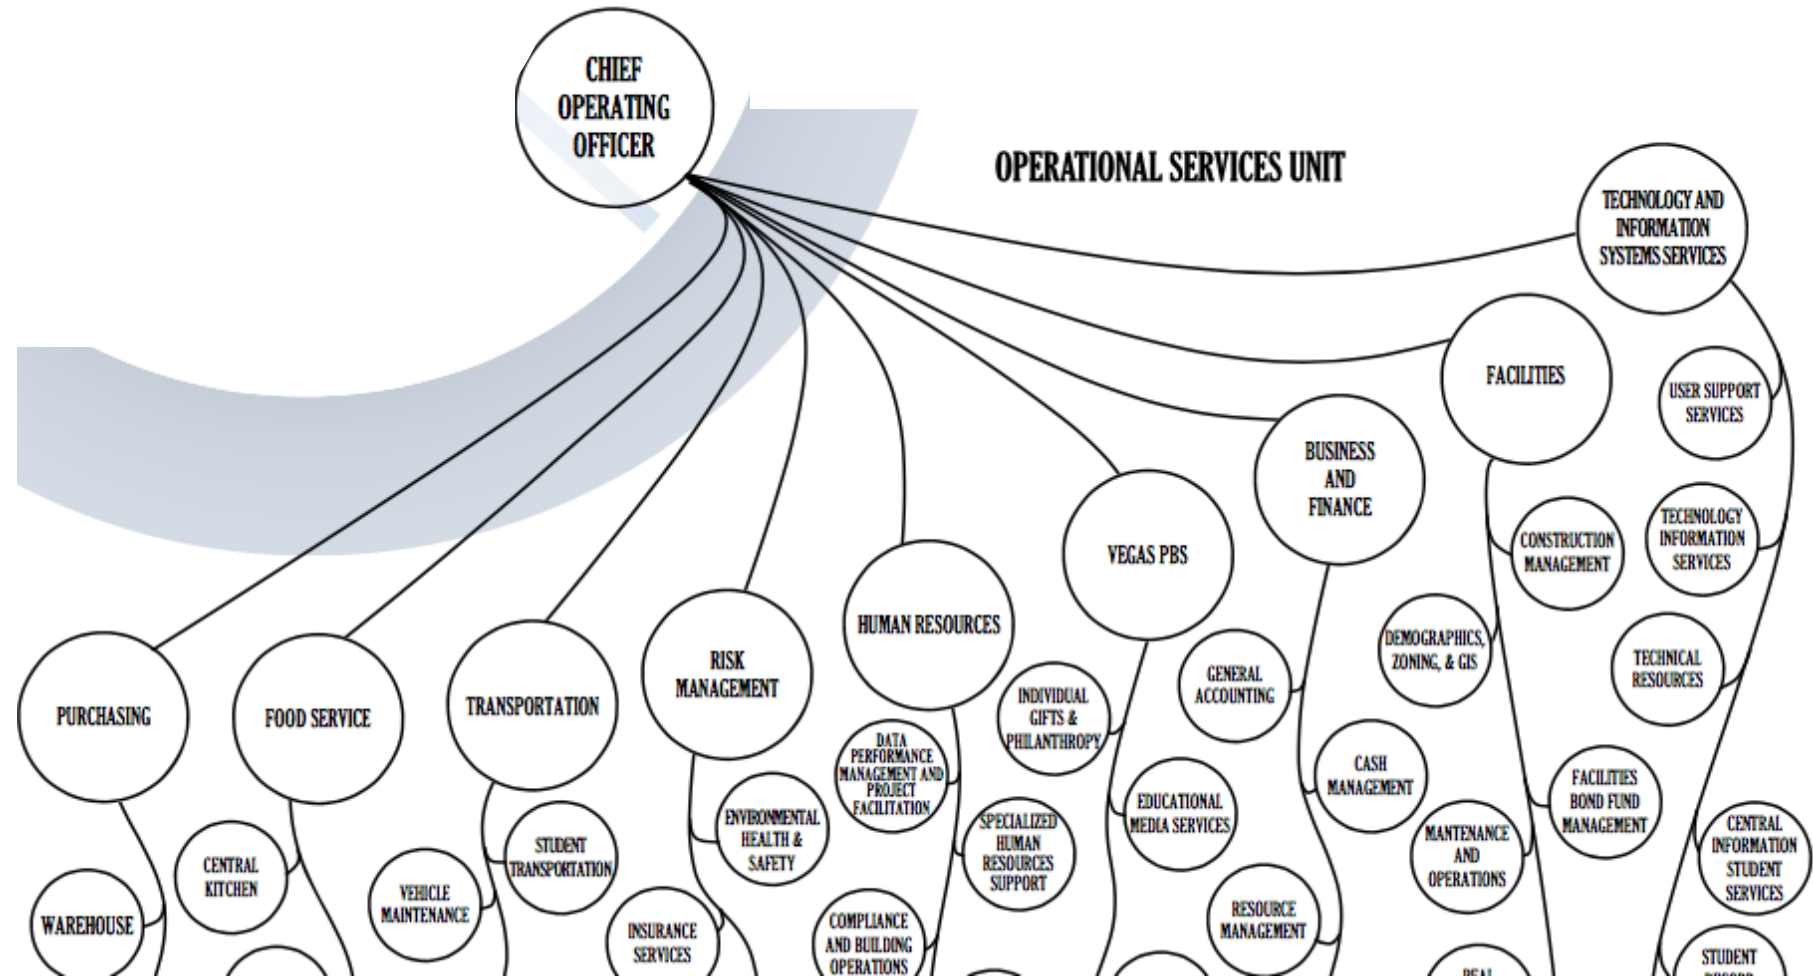 CHIEF
OPERATING
OFFICER
OPERATIONAL SERVICES UNIT
TECHNOLOGY AND
INFORMATION
SYSTEMS SERVICES
FACILITIES
USER SUPPORT
SERVICES
BUSINESS
AND
FINANCE
TECHNOLOGY
INFORMATION
SERVICES
CONSTRUCTION
MANAGEMENT
VEGAS PBS
HUMAN RESOURCES
DEMOGRAPHICS,
ZONING, & GIS
TECHNICAL
RESOURCES
RISK
MANAGEMENT
GENERAL
ACCOUNTING
INDIVIDUAL
GIFTS &
PHILANTHROPY
PURCHASING
FOOD SERVICE
TRANSPORTATION
DATA
PERFORMANCE
MANAGEMENT AND
PROJECT
FACILITATION
CASH
MANAGEMENT
FACILITIES
BOND FUND
MANAGEMENT
EDUCATIONAL
MEDIA SERVICES
ENVIRONMENTAL
HEALTH &
SAFETY
SPECIALIZED
HUMAN
RESOURCES
SUPPORT
MANTENANCE
AND
OPERATIONS
CENTRAL
INFORMATION
STUDENT
SERVICES
STUDENT
TRANSPORTATION
CENTRAL
KITCHEN
VEHICLE
MAINTENANCE
WAREHOUSE
INSURANCE
SERVICES
COMPLIANCE
AND BUILDING
OPERATIONS
RESOURCE
MANAGEMENT
STUDENT